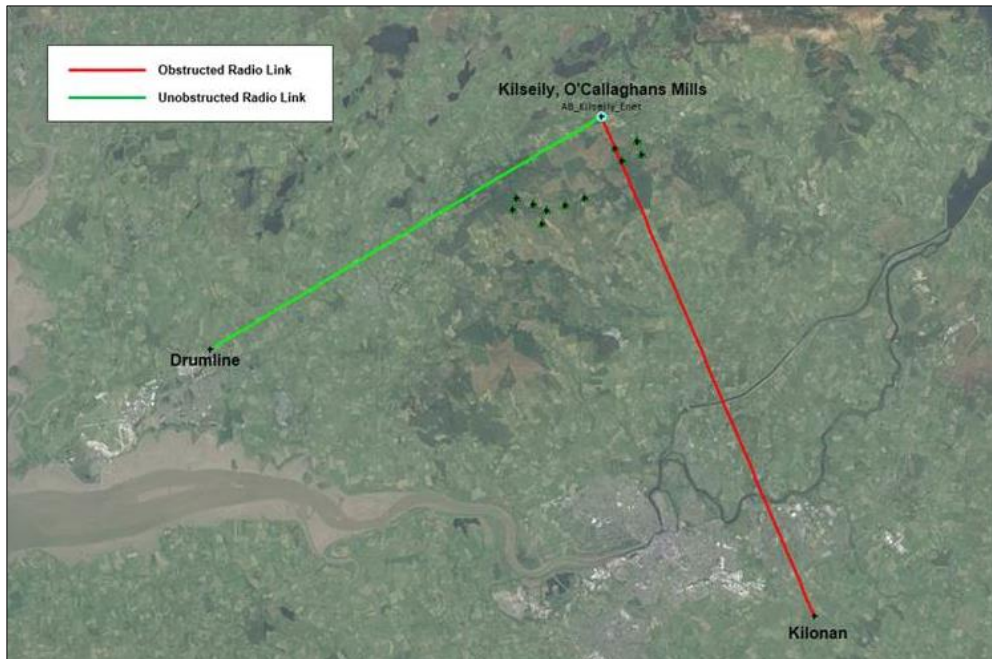 Obstructed Radio Link
Unobstructed Radio Link
Kilseily, O'Callaghans Mills
AB_Kilseily_Enet
Drumline
Kilonan